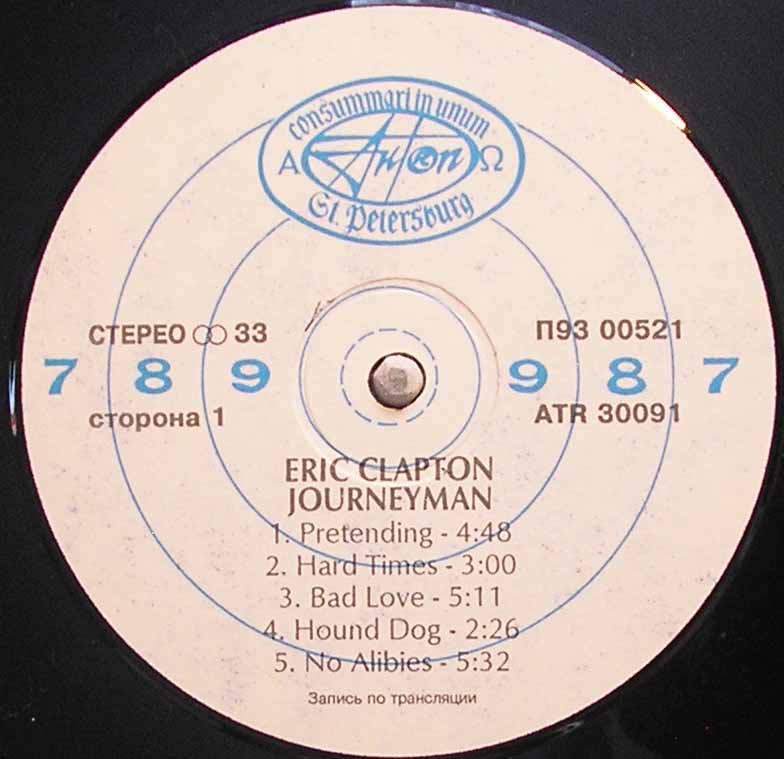 consummari in unum
Α Ω
St. Petersburg
СТЕРЕО 33
П93 00521
7 8 9 9 8 7
сторона 1
ATR 30091
ERIC CLAPTON
JOURNEYMAN
1. Pretending - 4:48
2. Hard Times - 3:00
3. Bad Love - 5:11
4. Hound Dog - 2:26
5. No Alibies - 5:32
Запись по трансляции